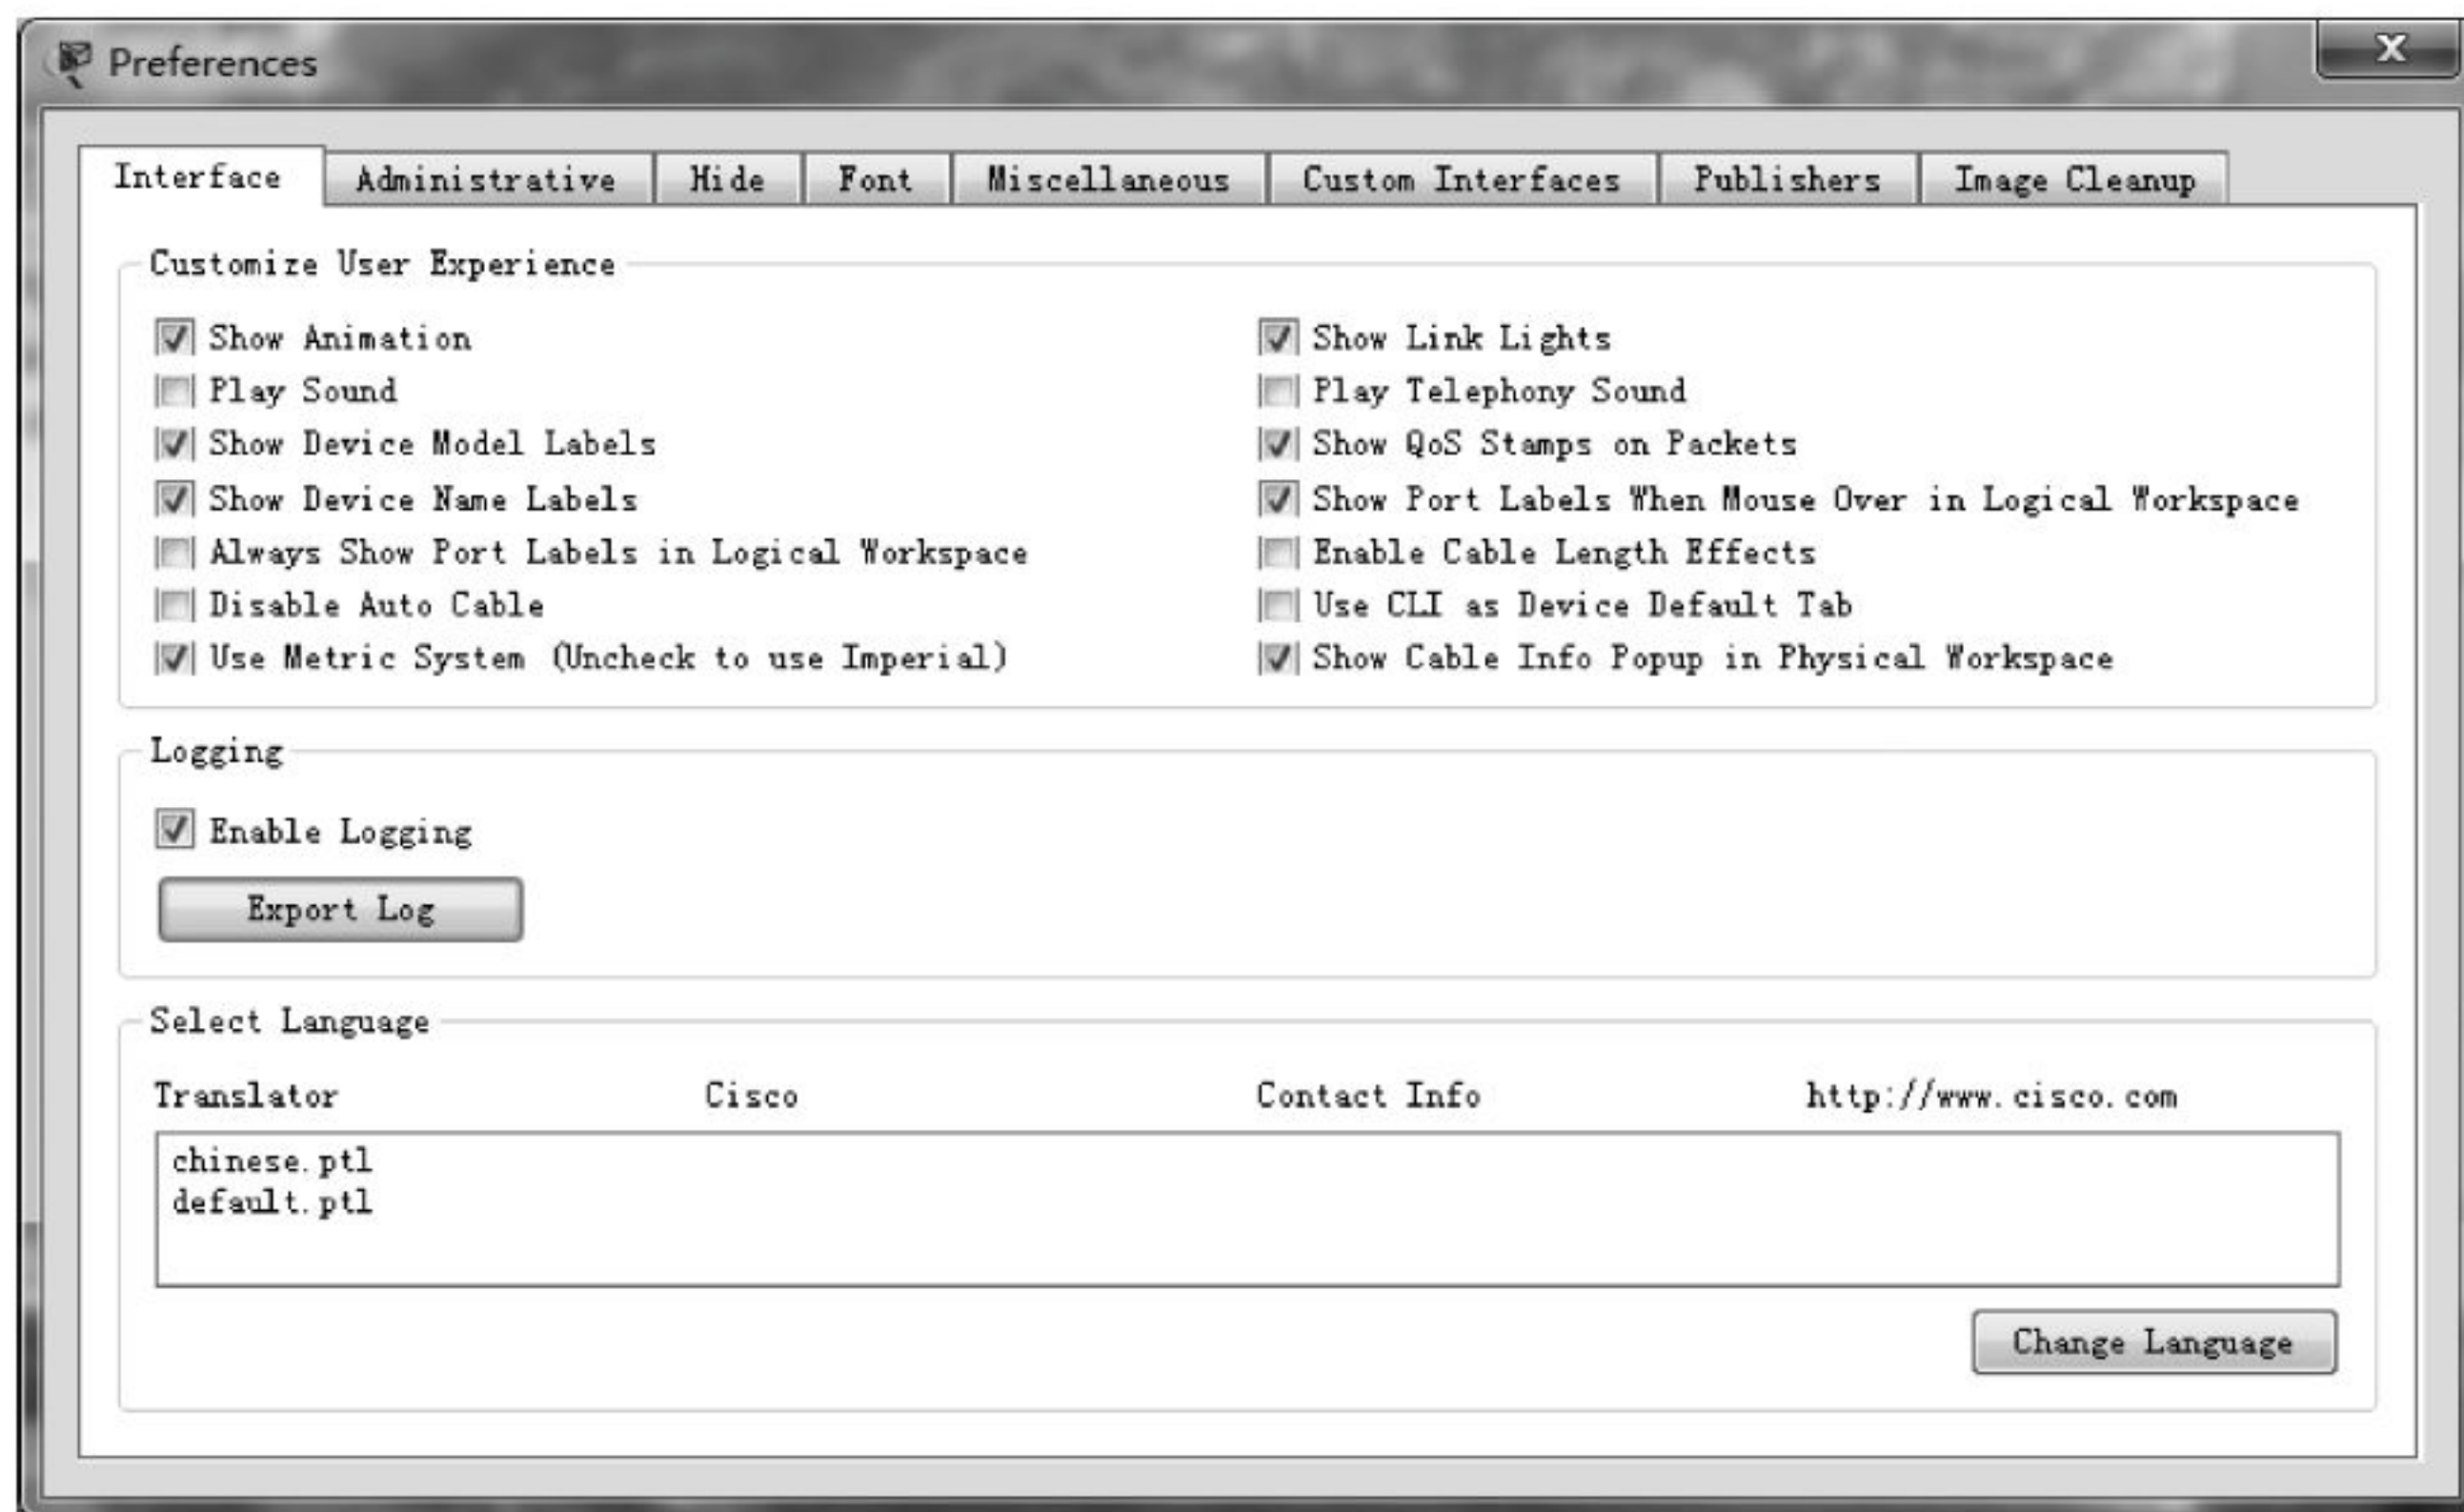 Preferences
X
Interface Administrative Hide Font Miscellaneous Custom Interfaces Publishers Image Cleanup
Customize User Experience
Show Animation Show Link Lights
Play Sound Play Telephony Sound
Show Device Model Labels Show QoS Stamps on Packets
Show Device Name Labels Show Port Labels When Mouse Over in Logical Workspace
Always Show Port Labels in Logical Workspace Enable Cable Length Effects
Disable Auto Cable Use CLI as Device Default Tab
Use Metric System (Uncheck to use Imperial) Show Cable Info Popup in Physical Workspace
Logging
Enable Logging
Export Log
Select Language
Translator Cisco Contact Info http://www.cisco.com
chinese.ptl
default.ptl
Change Language